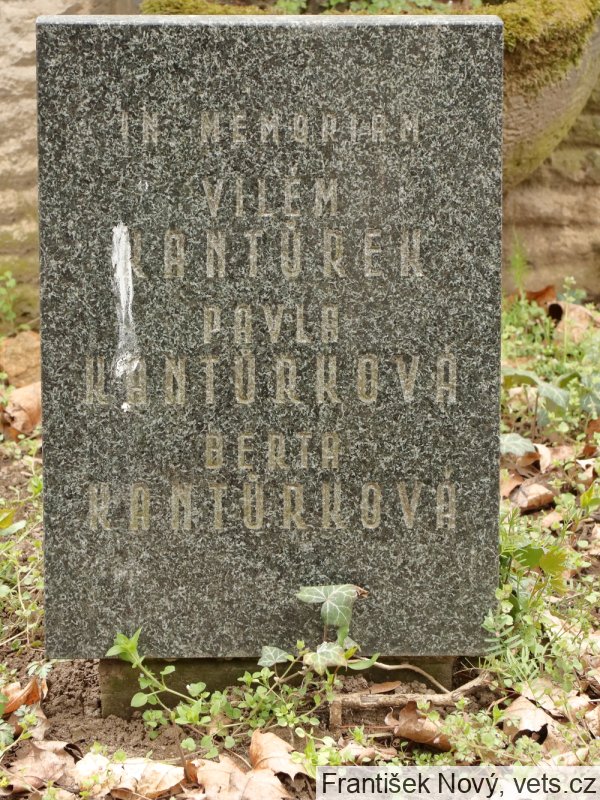 IN MEMORIAM
VILÉM
KANTŮREK
PAVLA
KANTŮRKOVÁ
BERTA
KANTŮRKOVÁ
František Nový, vets.cz